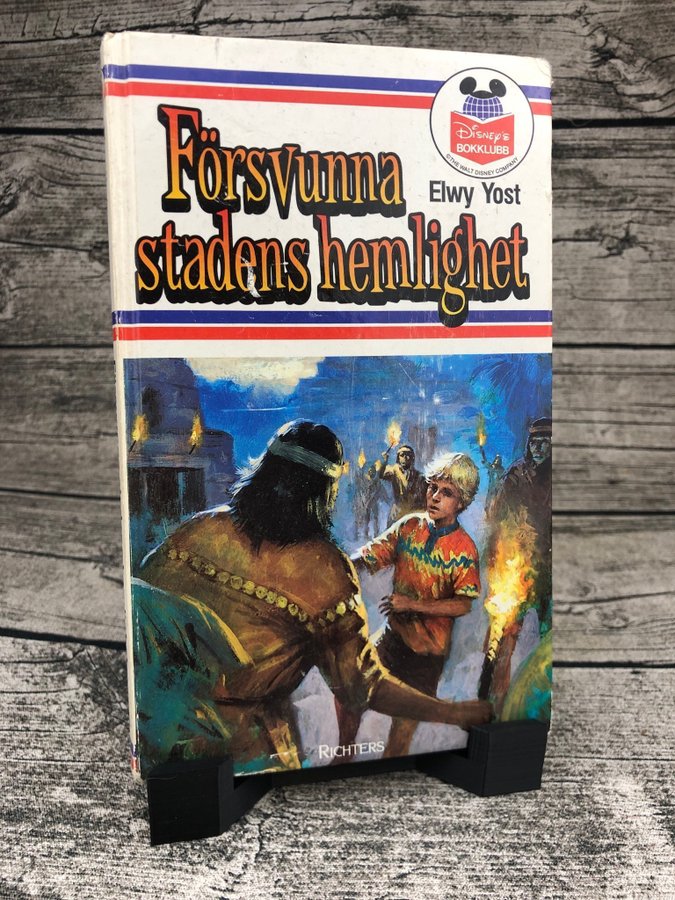 Försvunna
stadens hemlighet
Elwy Yost
DISNEY'S
BOKKLUBB
©THE WALT DISNEY COMPANY
RICHTERS